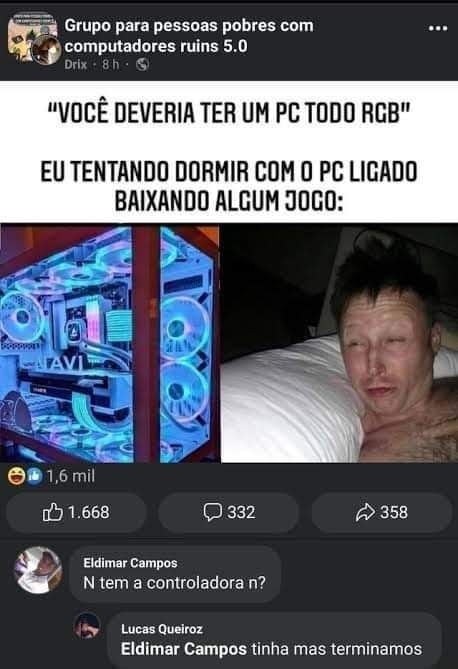 Grupo para pessoas pobres com
computadores ruins 5.0
Drix · 8 h ·
"VOCÊ DEVERIA TER UM PC TODO RGB"
EU TENTANDO DORMIR COM O PC LIGADO
BAIXANDO ALGUM JOGO:
1,6 mil
1.668
332
358
Eldimar Campos
N tem a controladora n?
Lucas Queiroz
Eldimar Campos tinha mas terminamos